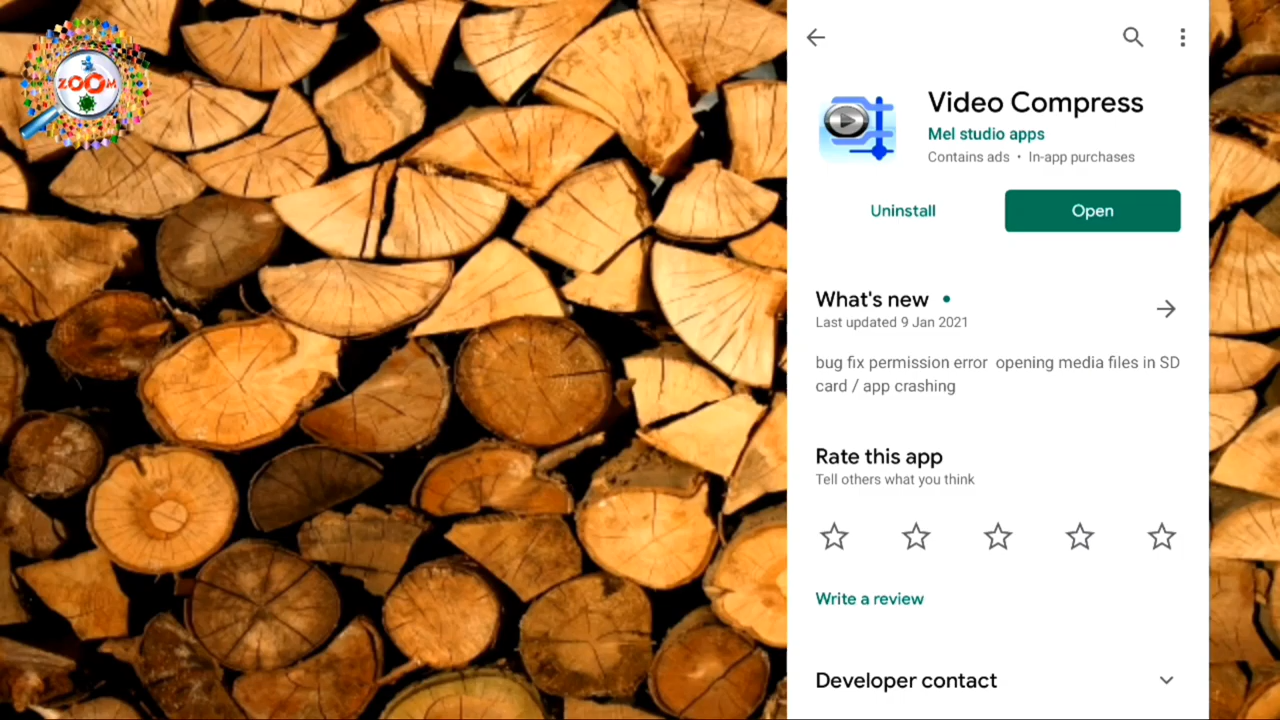 ZOOM
Video Compress
Mel studio apps
Contains ads • In-app purchases
Uninstall
Open
What's new
Last updated 9 Jan 2021
bug fix permission error opening media files in SD
card / app crashing
Rate this app
Tell others what you think
Write a review
Developer contact